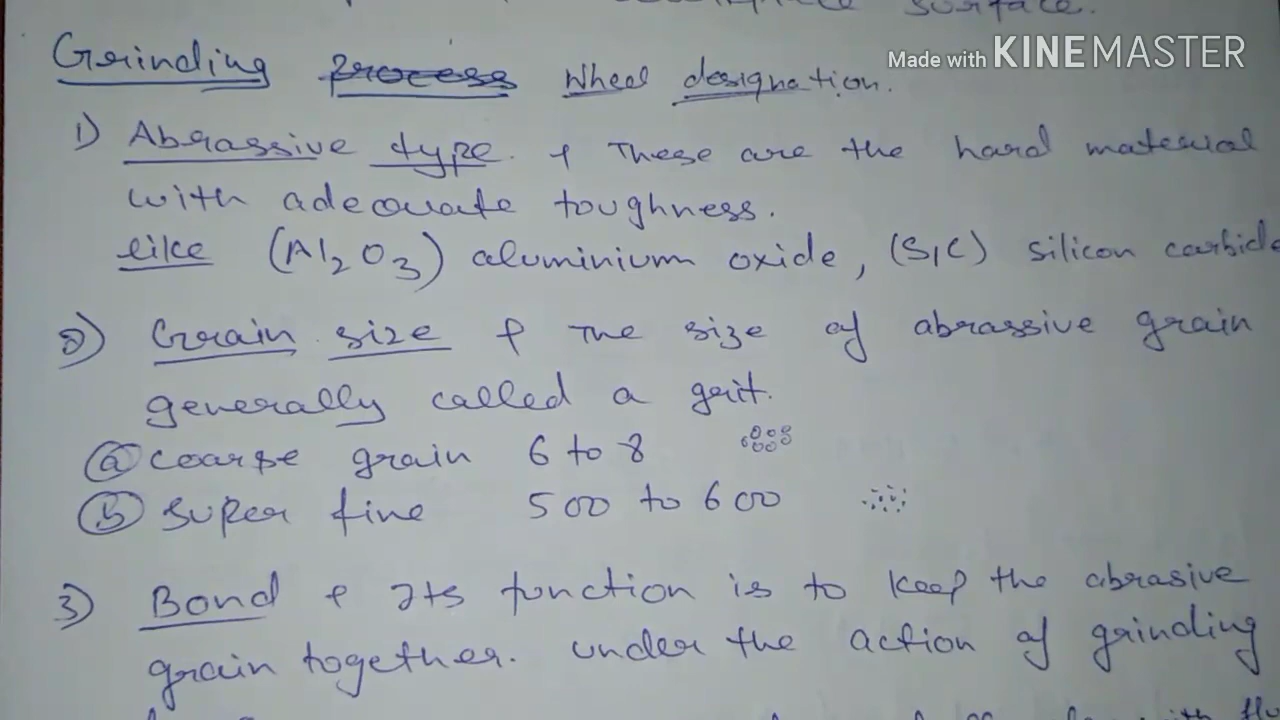 surface.
Made with KINEMASTER
Grinding process Wheel designation.
1) Abrassive type. These are the hard material
with adequate toughness.
like (Al2O3) aluminium oxide, (SiC) silicon carbide
2) Grain size The size of abrassive grain
generally called a grit.
(a) coarse grain 6 to 8
(b) super fine 500 to 600
3) Bond Its function is to keep the abrasive
grain together. under the action of grinding